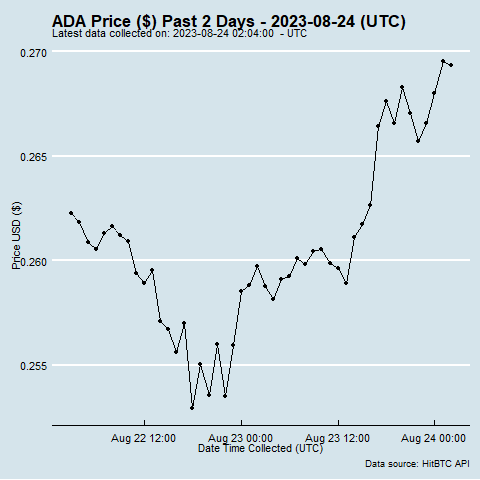 ADA Price ($) Past 2 Days - 2023-08-24 (UTC)
Latest data collected on: 2023-08-24 02:04:00  - UTC
0.270
0.265
0.260
0.255
Price USD ($)
Aug 22 12:00
Aug 23 00:00
Aug 23 12:00
Aug 24 00:00
Date Time Collected (UTC)
Data source: HitBTC API